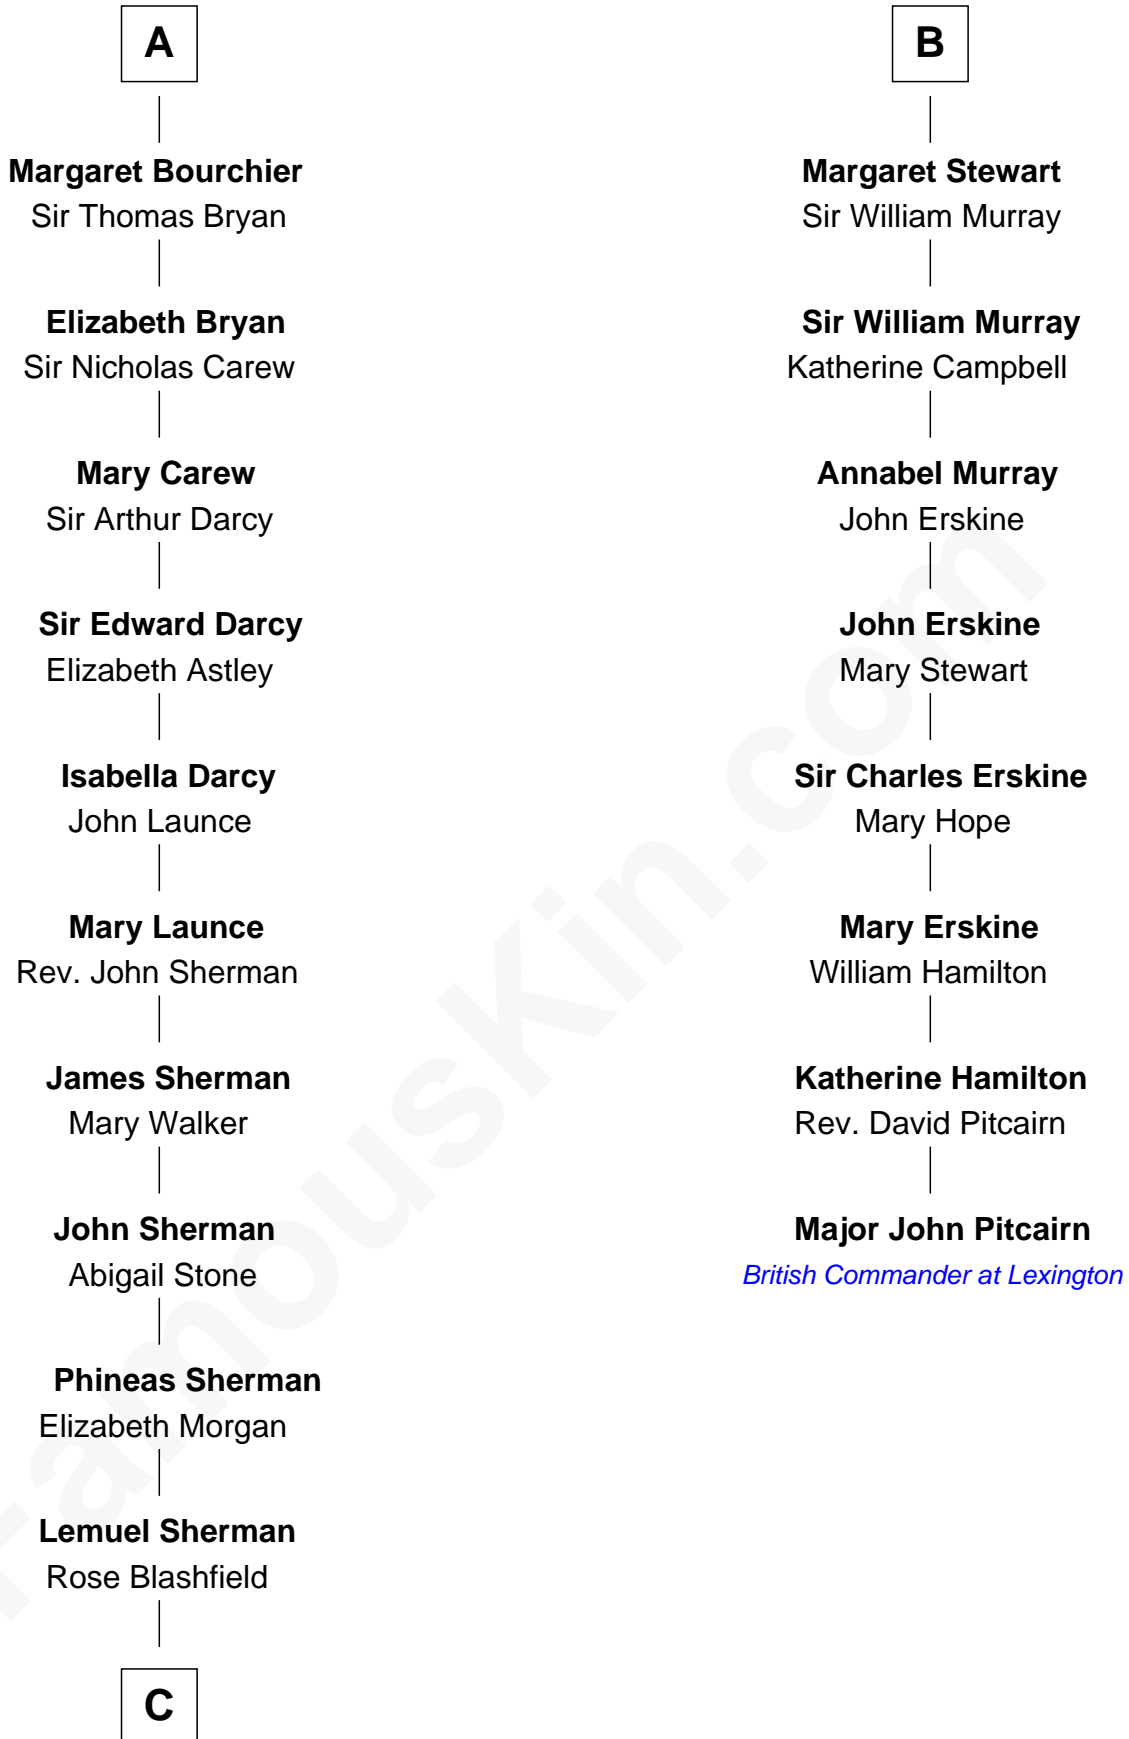 A
Margaret Bourchier
Sir Thomas Bryan
Elizabeth Bryan
Sir Nicholas Carew
Mary Carew
Sir Arthur Darcy
Sir Edward Darcy
Elizabeth Astley
Isabella Darcy
John Launce
Mary Launce
Rev. John Sherman
James Sherman
Mary Walker
John Sherman
Abigail Stone
Phineas Sherman
Elizabeth Morgan
Lemuel Sherman
Rose Blashfield
C
B
Margaret Stewart
Sir William Murray
Sir William Murray
Katherine Campbell
Annabel Murray
John Erskine
John Erskine
Mary Stewart
Sir Charles Erskine
Mary Hope
Mary Erskine
William Hamilton
Katherine Hamilton
Rev. David Pitcairn
Major John Pitcairn
British Commander at Lexington
FamousKin.com